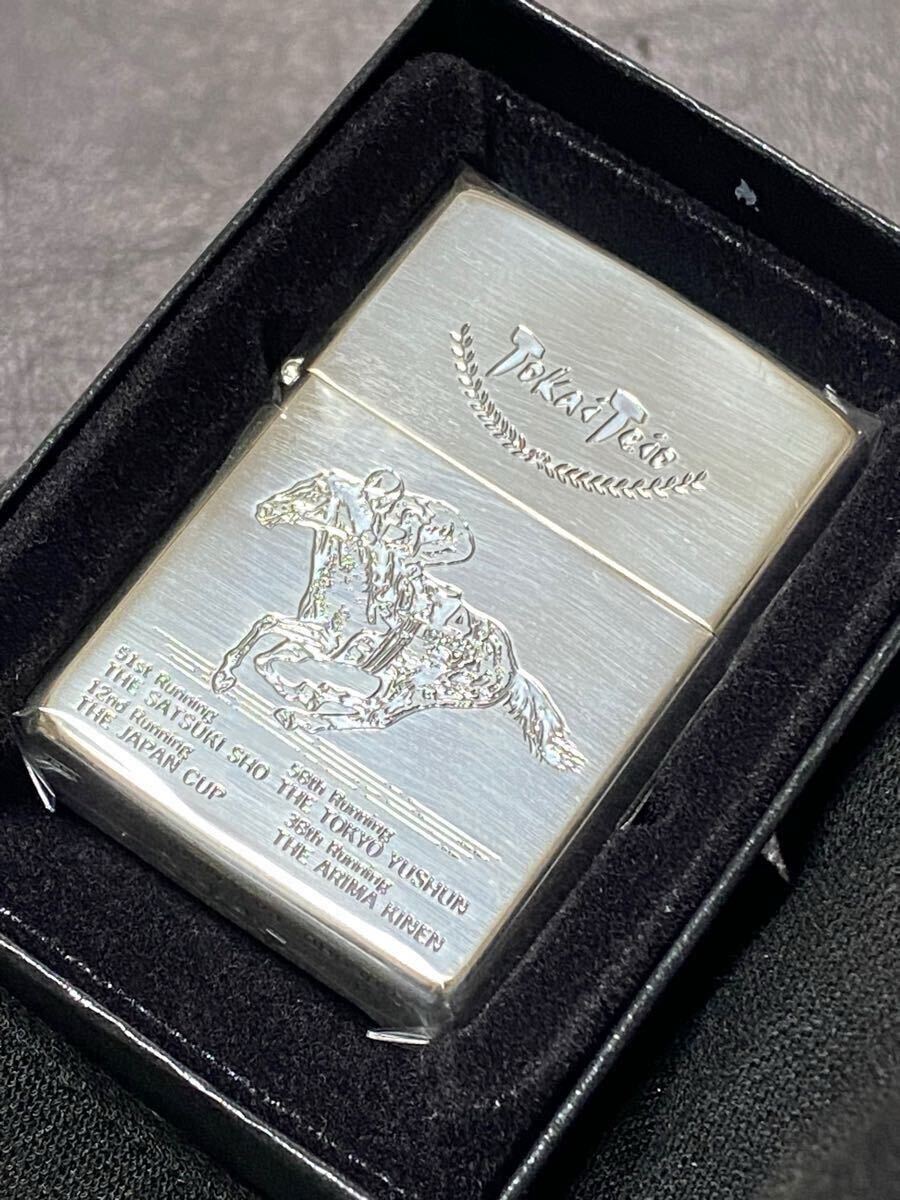 Tokai Teio
51st Running
THE SATSUKI SHO
12nd Running
THE JAPAN CUP
58th Running
THE TOKYO YUSHUN
38th Running
THE ARIMA KINEN